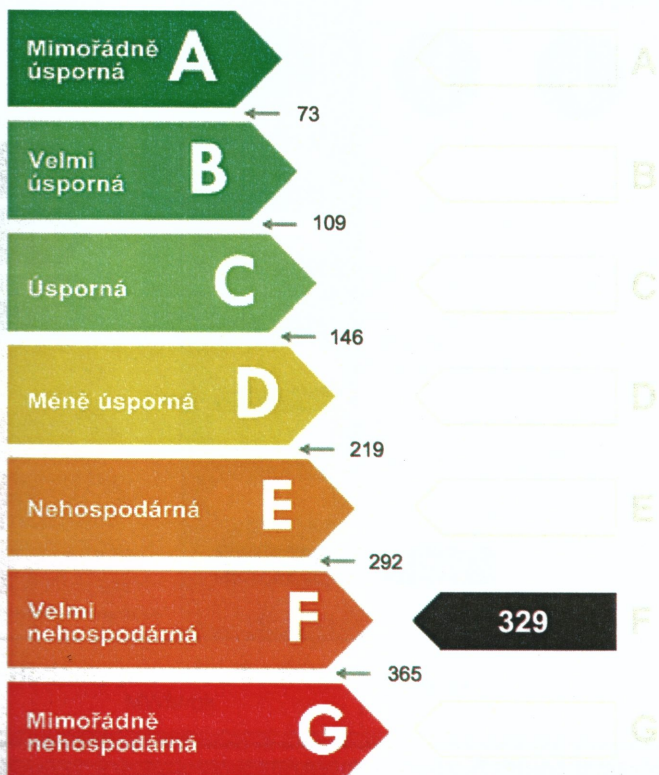 Mimořádně
úsporná
A
73
Velmi
úsporná
B
109
Úsporná
C
146
Méně úsporná
D
219
Nehospodárná
E
292
Velmi
nehospodárná
F
329
365
Mimořádně
nehospodárná
G
A
B
C
D
E
F
G